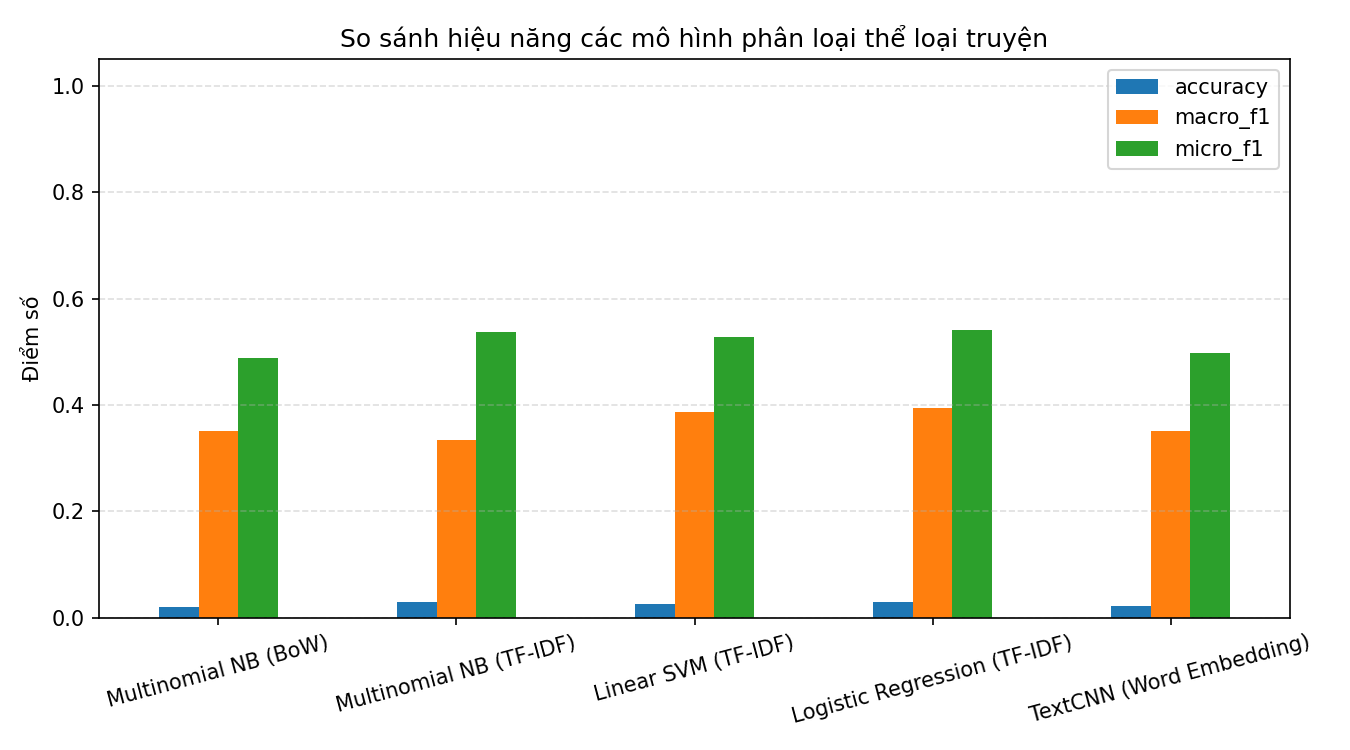 So sánh hiệu năng các mô hình phân loại thể loại truyện
accuracy
macro_f1
micro_f1
Điểm số
1.0
0.8
0.6
0.4
0.2
0.0
Multinomial NB (BoW)
Multinomial NB (TF-IDF)
Linear SVM (TF-IDF)
Logistic Regression (TF-IDF)
TextCNN (Word Embedding)